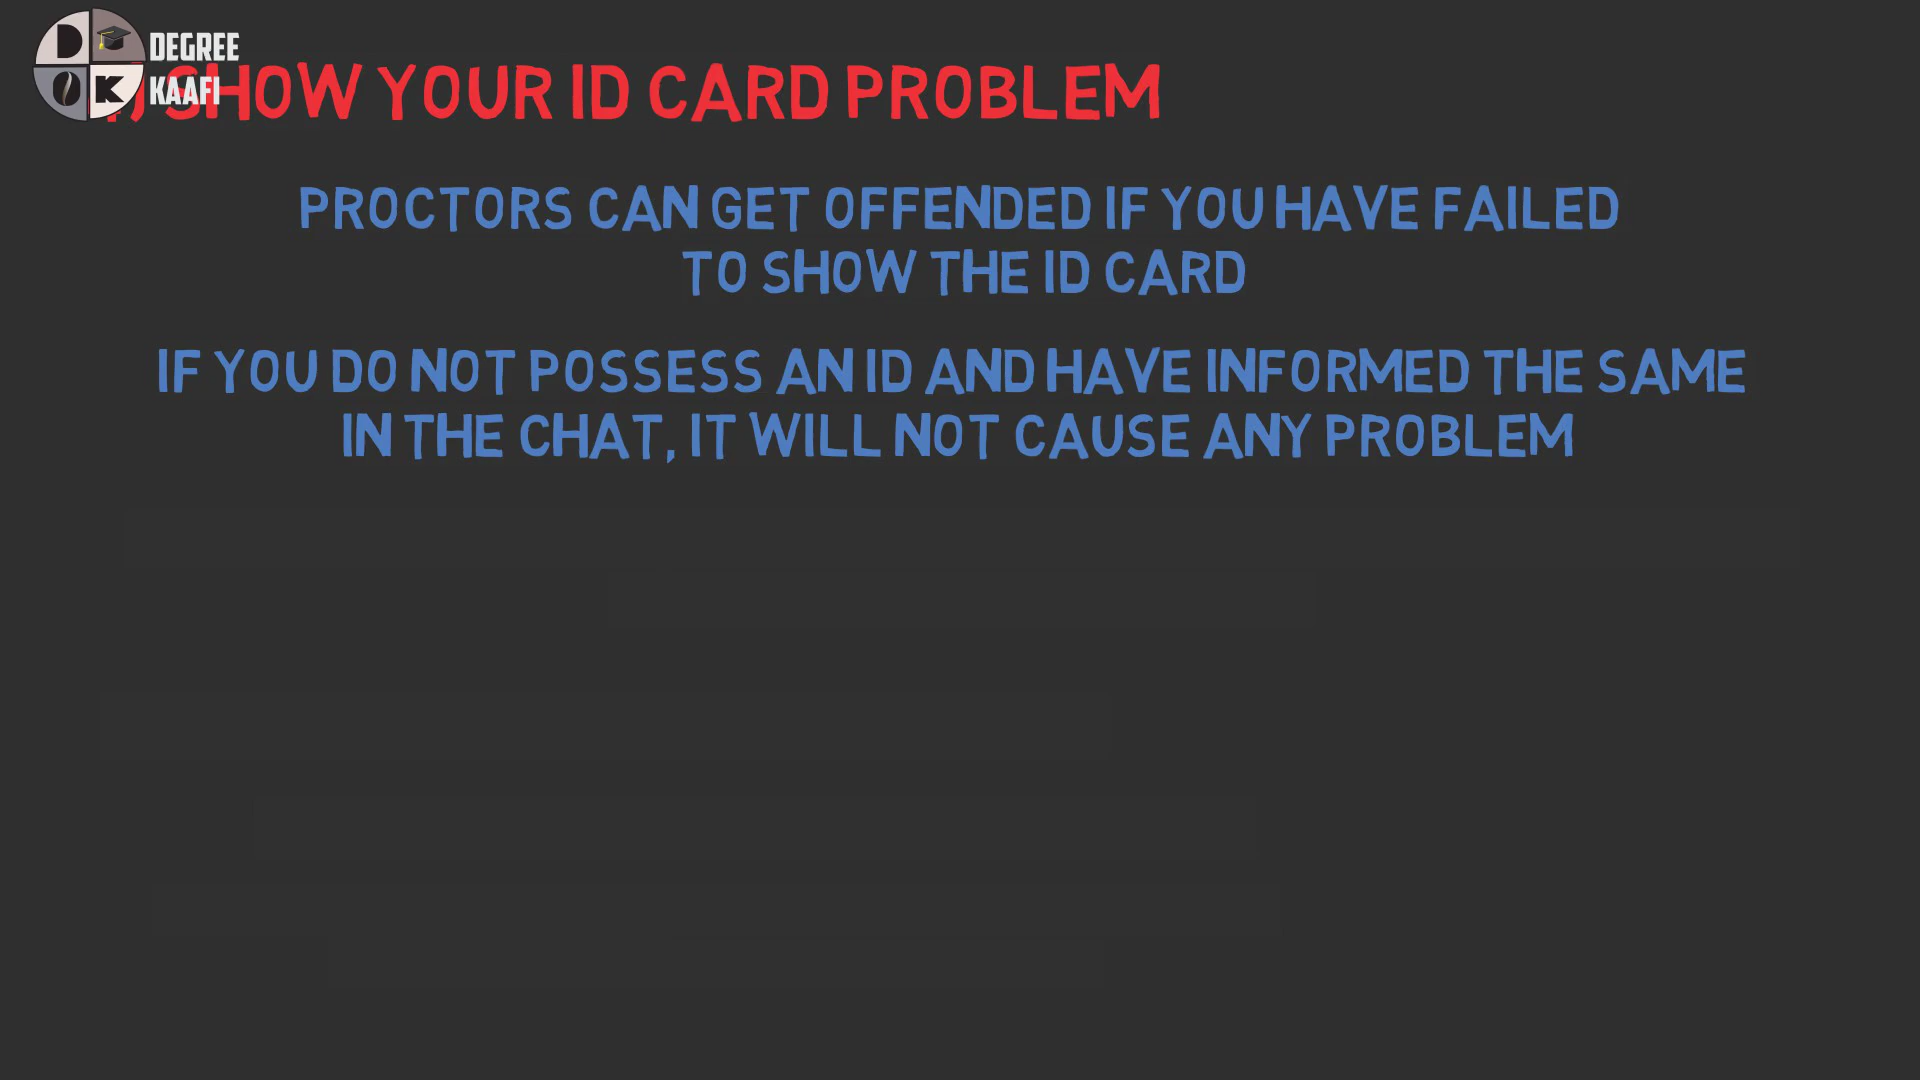 D
K
DEGREE
KAAFI
SHOW YOUR ID CARD PROBLEM
PROCTORS CAN GET OFFENDED IF YOU HAVE FAILED
TO SHOW THE ID CARD
IF YOU DO NOT POSSESS AN ID AND HAVE INFORMED THE SAME
IN THE CHAT, IT WILL NOT CAUSE ANY PROBLEM